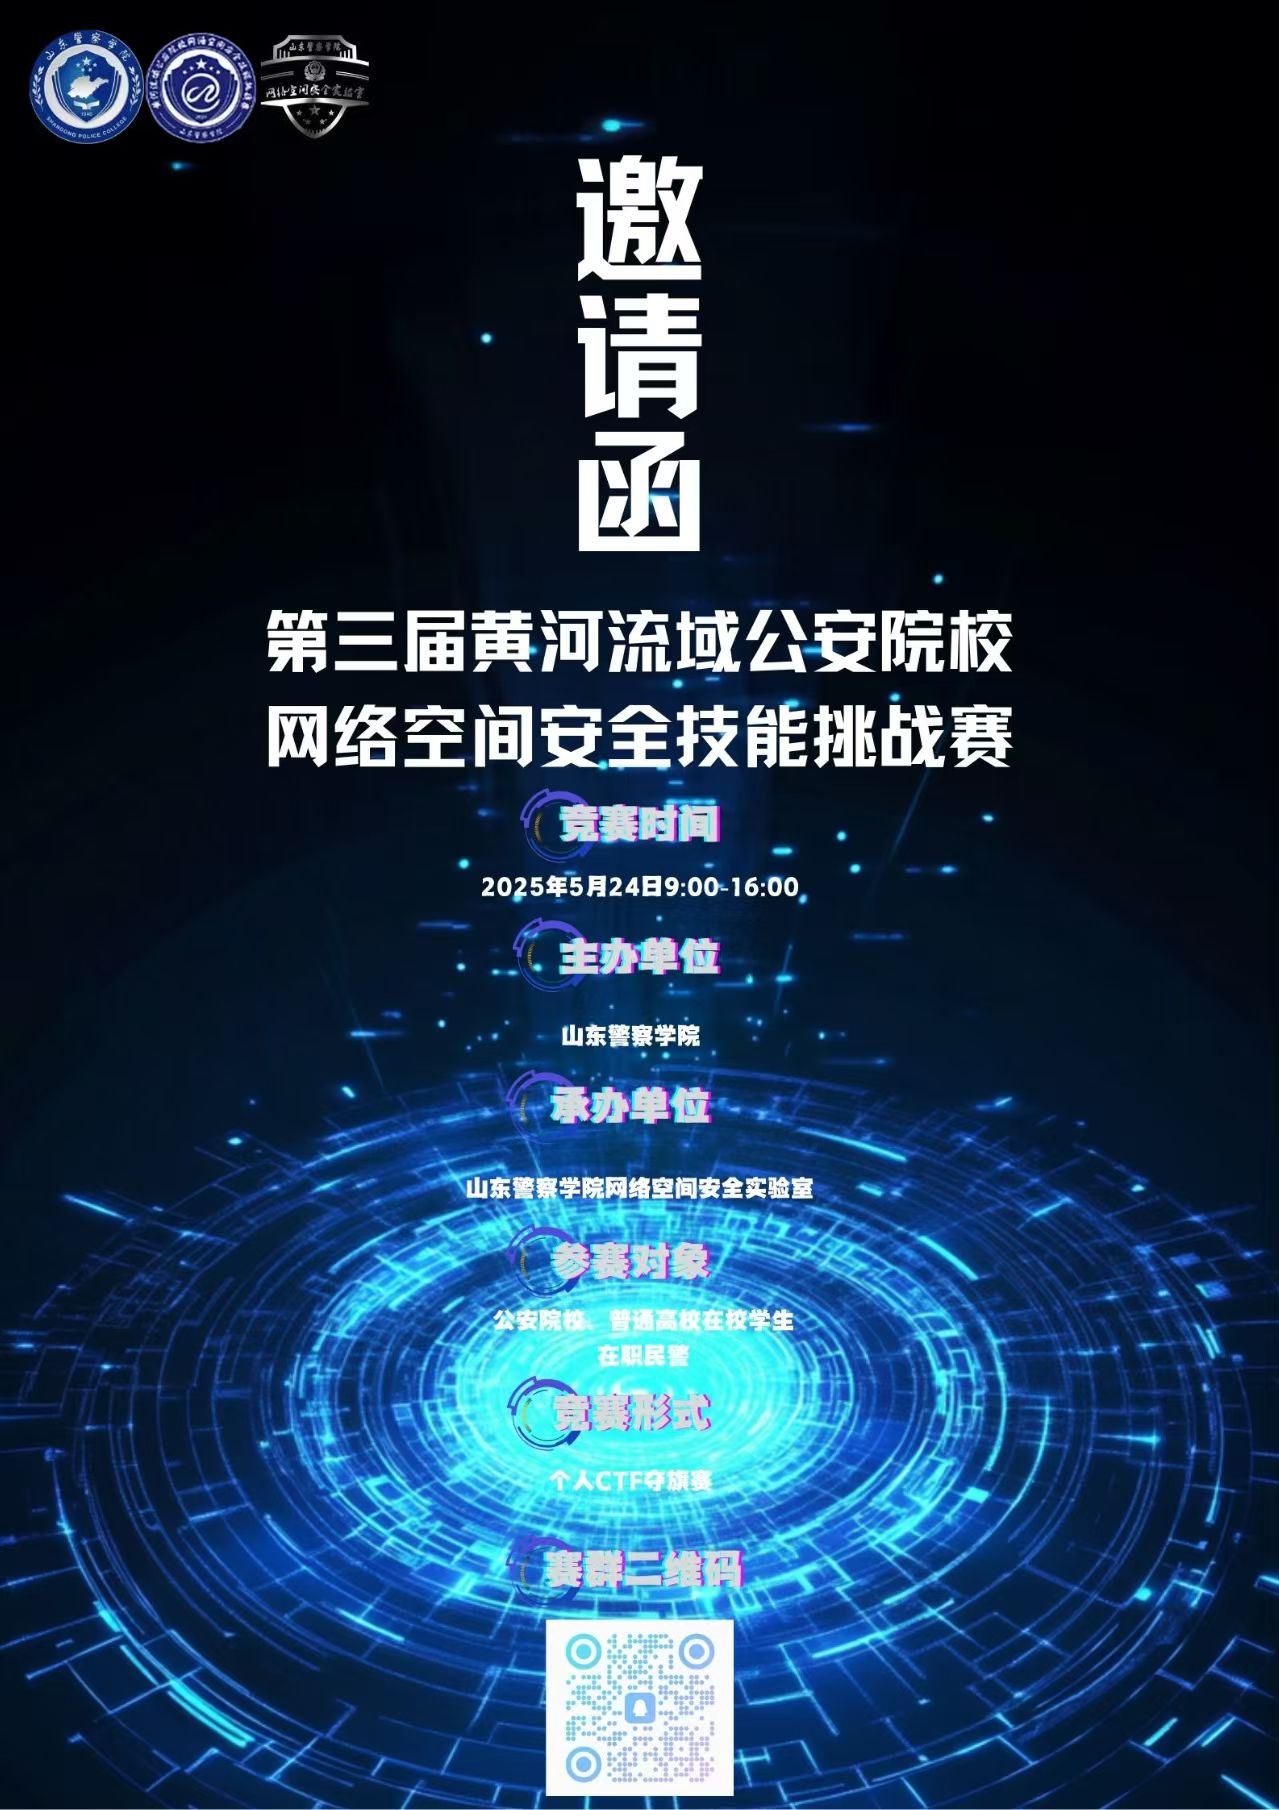 山东警察学院
SHANDONG POLICE COLLEGE
山东警察学院
山东警察学院
网络空间安全实验室
邀请函
第三届黄河流域公安院校
网络空间安全技能挑战赛
竞赛时间
2025年5月24日9:00-16:00
主办单位
山东警察学院
承办单位
山东警察学院网络空间安全实验室
参赛对象
公安院校、普通高校在校学生
在职民警
竞赛形式
个人CTF夺旗赛
赛群二维码